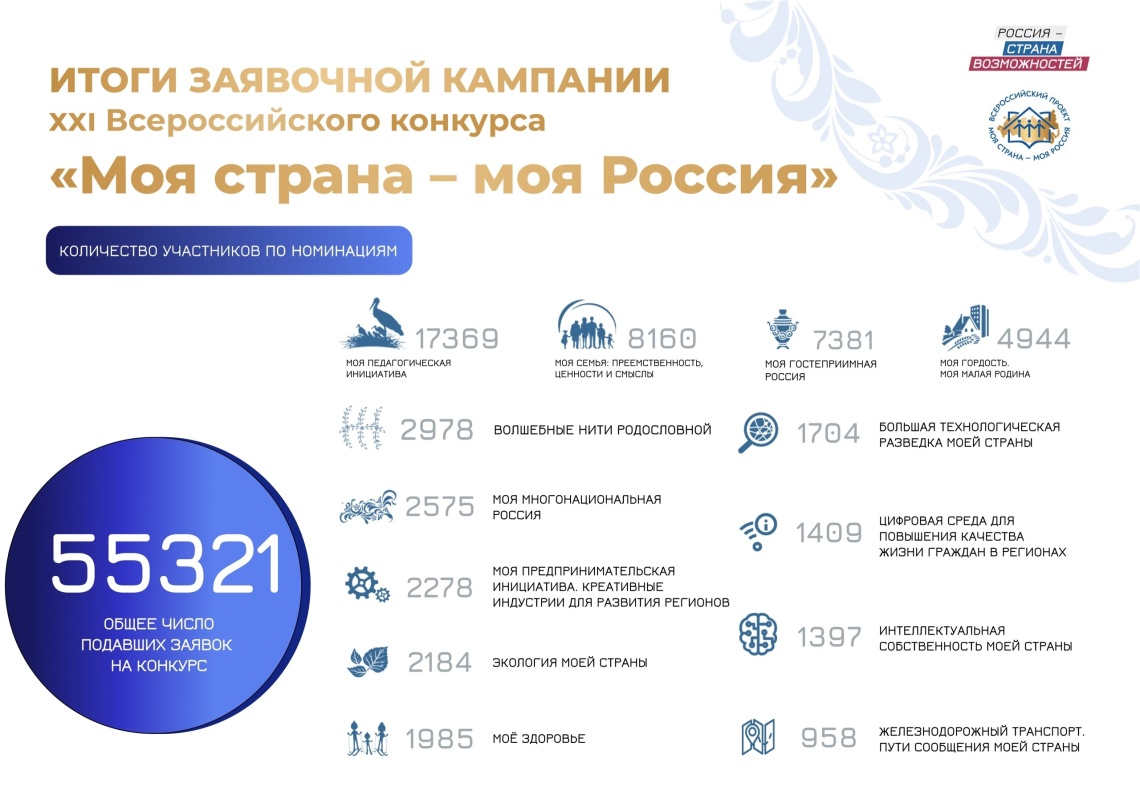 РОССИЯ –
СТРАНА
ВОЗМОЖНОСТЕЙ
ВСЕРОССИЙСКИЙ ПРОЕКТ
МОЯ СТРАНА – МОЯ РОССИЯ
ИТОГИ ЗАЯВОЧНОЙ КАМПАНИИ
XXI Всероссийского конкурса
«Моя страна – моя Россия»
КОЛИЧЕСТВО УЧАСТНИКОВ ПО НОМИНАЦИЯМ
17369
МОЯ ПЕДАГОГИЧЕСКАЯ
ИНИЦИАТИВА
8160
МОЯ СЕМЬЯ: ПРЕЕМСТВЕННОСТЬ,
ЦЕННОСТИ И СМЫСЛЫ
7381
МОЯ ГОСТЕПРИИМНАЯ
РОССИЯ
4944
МОЯ ГОРДОСТЬ.
МОЯ МАЛАЯ РОДИНА
55321
ОБЩЕЕ ЧИСЛО
ПОДАВШИХ ЗАЯВОК
НА КОНКУРС
2978
ВОЛШЕБНЫЕ НИТИ РОДОСЛОВНОЙ
2575
МОЯ МНОГОНАЦИОНАЛЬНАЯ
РОССИЯ
2278
МОЯ ПРЕДПРИНИМАТЕЛЬСКАЯ
ИНИЦИАТИВА. КРЕАТИВНЫЕ
ИНДУСТРИИ ДЛЯ РАЗВИТИЯ РЕГИОНОВ
2184
ЭКОЛОГИЯ МОЕЙ СТРАНЫ
1985
МОЁ ЗДОРОВЬЕ
1704
БОЛЬШАЯ ТЕХНОЛОГИЧЕСКАЯ
РАЗВЕДКА МОЕЙ СТРАНЫ
1409
ЦИФРОВАЯ СРЕДА ДЛЯ
ПОВЫШЕНИЯ КАЧЕСТВА
ЖИЗНИ ГРАЖДАН В РЕГИОНАХ
1397
ИНТЕЛЛЕКТУАЛЬНАЯ
СОБСТВЕННОСТЬ МОЕЙ СТРАНЫ
958
ЖЕЛЕЗНОДОРОЖНЫЙ ТРАНСПОРТ.
ПУТИ СООБЩЕНИЯ МОЕЙ СТРАНЫ